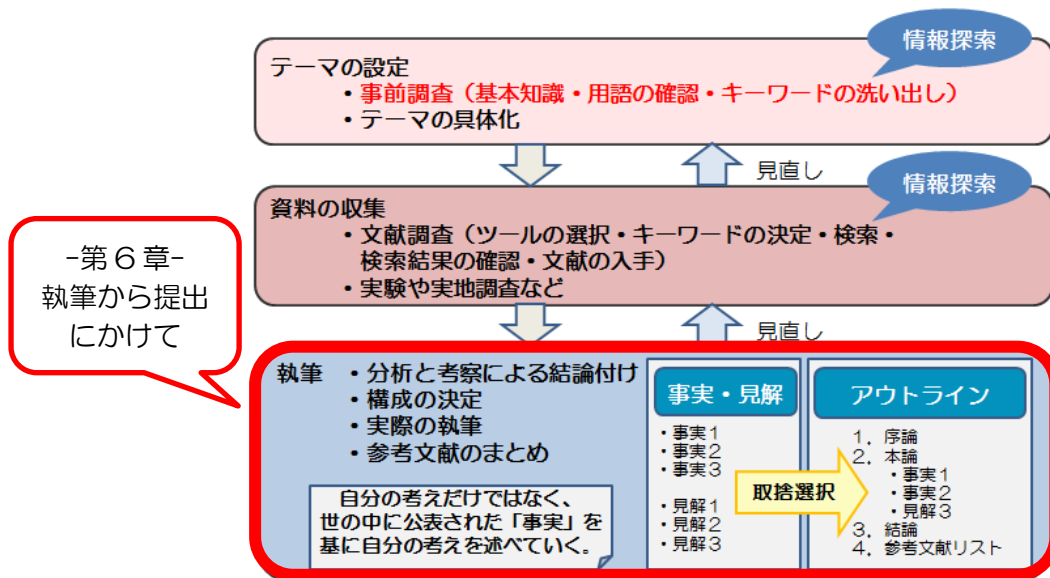 情報探索
テーマの設定
・事前調査（基本知識・用語の確認・キーワードの洗い出し）
・テーマの具体化
見直し
情報探索
資料の収集
・文献調査（ツールの選択・キーワードの決定・検索・
検索結果の確認・文献の入手）
・実験や実地調査など
見直し
-第６章-
執筆から提出
にかけて
執筆
・分析と考察による結論付け
・構成の決定
・実際の執筆
・参考文献のまとめ
自分の考えだけではなく、
世の中に公表された「事実」を
基に自分の考えを述べていく。
事実・見解
・事実1
・事実2
・事実3
・見解1
・見解2
・見解3
取捨選択
アウトライン
1．序論
2．本論
・事実1
・事実2
・見解3
3．結論
4．参考文献リスト